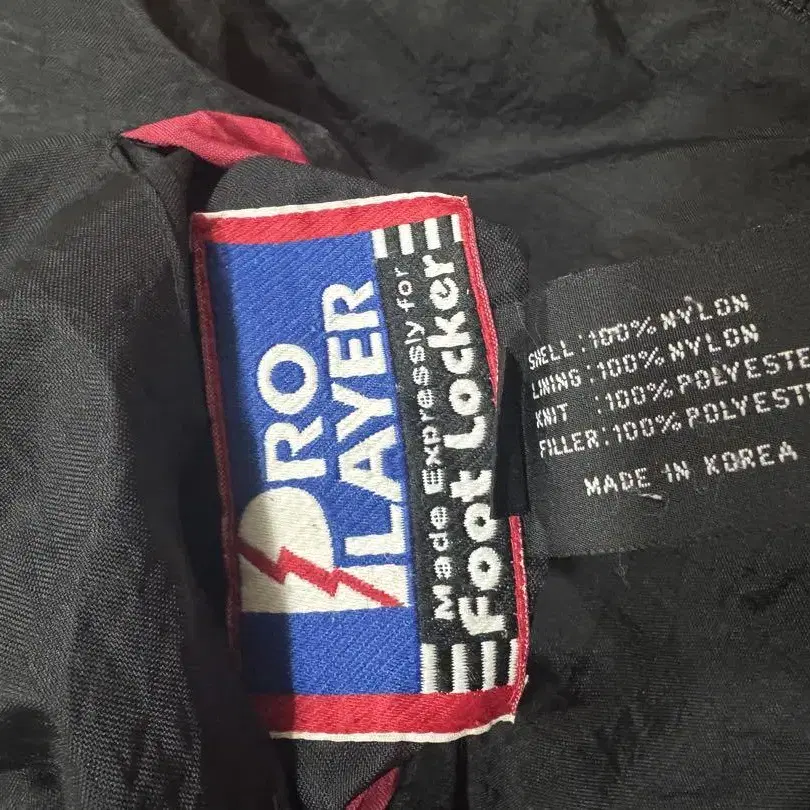 PRO
PLAYER
Made Expressly for
Foot Locker
SHELL:100% NYLON
LINING:100% NYLON
KNIT :100% POLYESTE
FILLER:100% POLYESTE
MADE IN KOREA